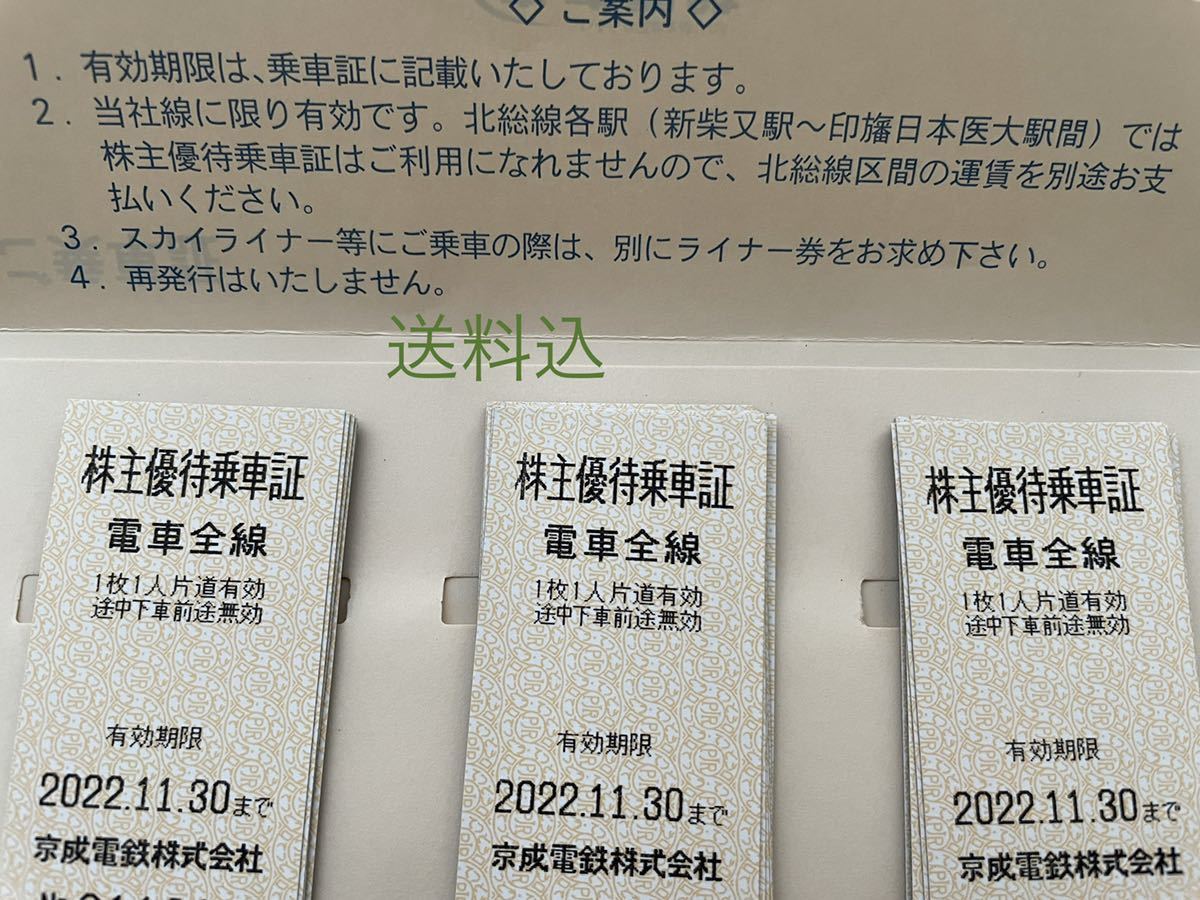 ◇ ご案内 ◇
1. 有効期限は、乗車証に記載いたしております。
2. 当社線に限り有効です。北総線各駅（新柴又駅～印旛日本医大駅間）では
株主優待乗車証はご利用になれませんので、北総線区間の運賃を別途お支
払いください。
3. スカイライナー等にご乗車の際は、別にライナー券をお求め下さい。
4. 再発行はいたしません。
送料込
株主優待乗車証
電車全線
1枚1人片道有効
途中下車前途無効
有効期限
2022.11.30まで
京成電鉄株式会社
株主優待乗車証
電車全線
1枚1人片道有効
途中下車前途無効
有効期限
2022.11.30まで
京成電鉄株式会社
株主優待乗車証
電車全線
1枚1人片道有効
途中下車前途無効
有効期限
2022.11.30まで
京成電鉄株式会社